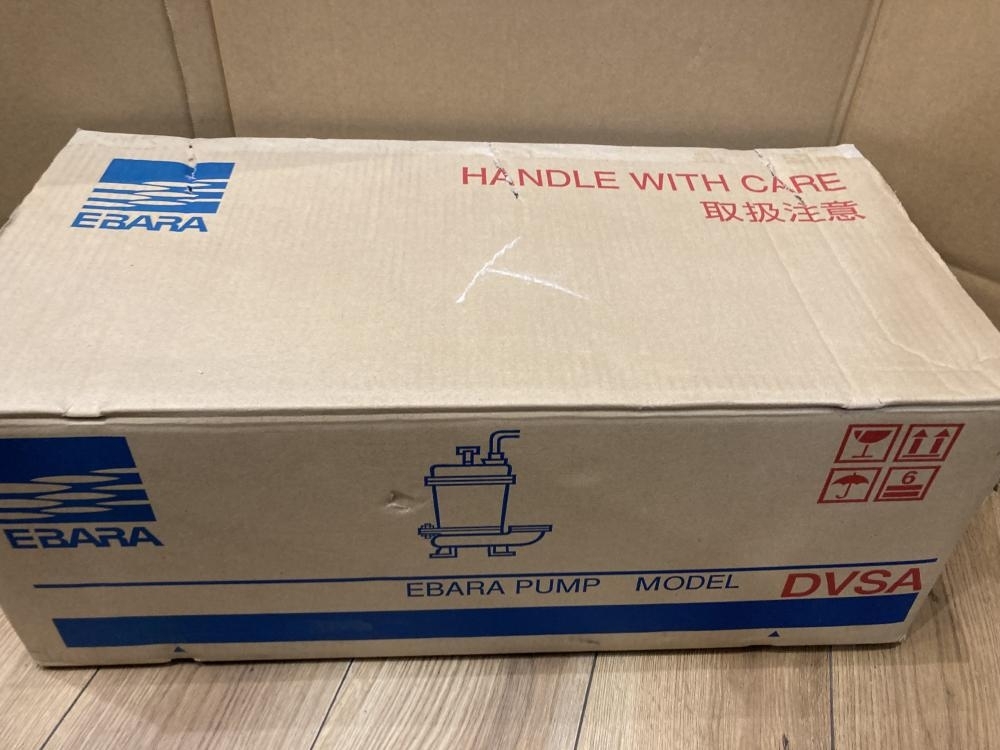 EBARA
HANDLE WITH CARE
取扱注意
EBARA
6
EBARA PUMP MODEL DVSA